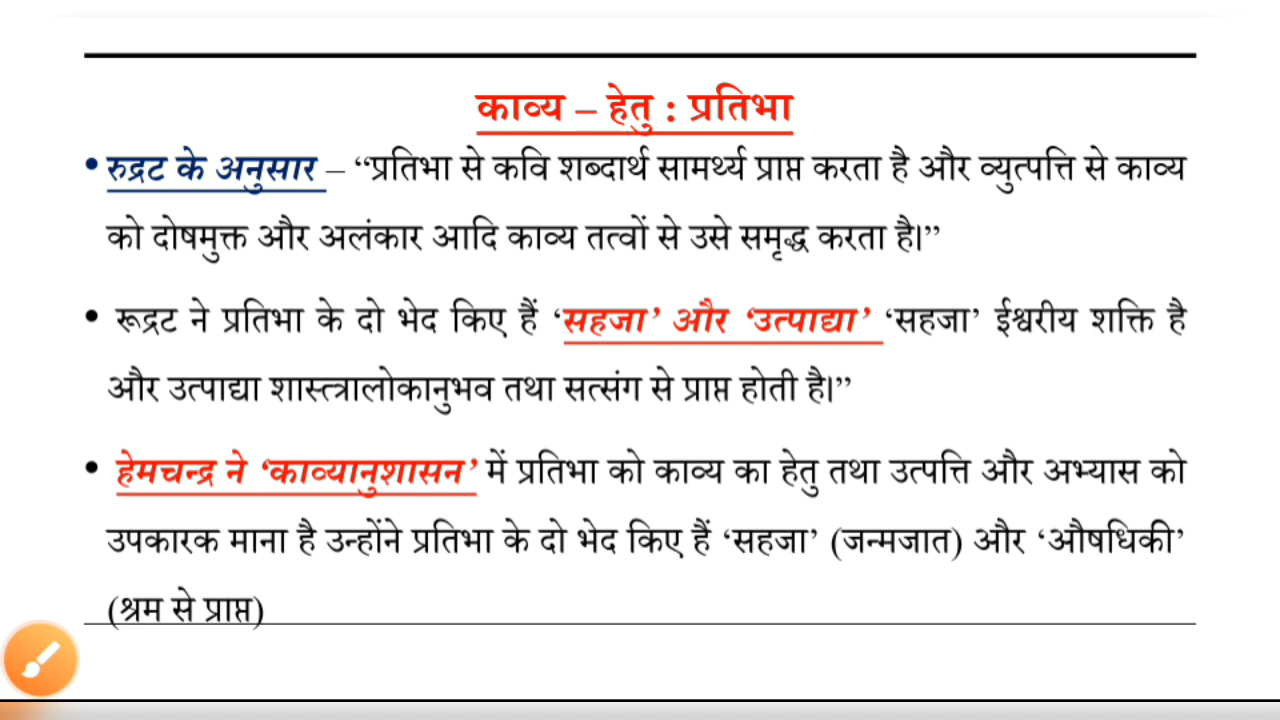 काव्य – हेतु : प्रतिभा
• रुद्रट के अनुसार – “प्रतिभा से कवि शब्दार्थ सामर्थ्य प्राप्त करता है और व्युत्पत्ति से काव्य
को दोषमुक्त और अलंकार आदि काव्य तत्वों से उसे समृद्ध करता है।”
• रूद्रट ने प्रतिभा के दो भेद किए हैं ‘सहजा’ और ‘उत्पाद्या’ ‘सहजा’ ईश्वरीय शक्ति है
और उत्पाद्या शास्त्रालोकानुभव तथा सत्संग से प्राप्त होती है।”
• हेमचन्द्र ने ‘काव्यानुशासन’ में प्रतिभा को काव्य का हेतु तथा उत्पत्ति और अभ्यास को
उपकारक माना है उन्होंने प्रतिभा के दो भेद किए हैं ‘सहजा’ (जन्मजात) और ‘औषधिकी’
(श्रम से प्राप्त)